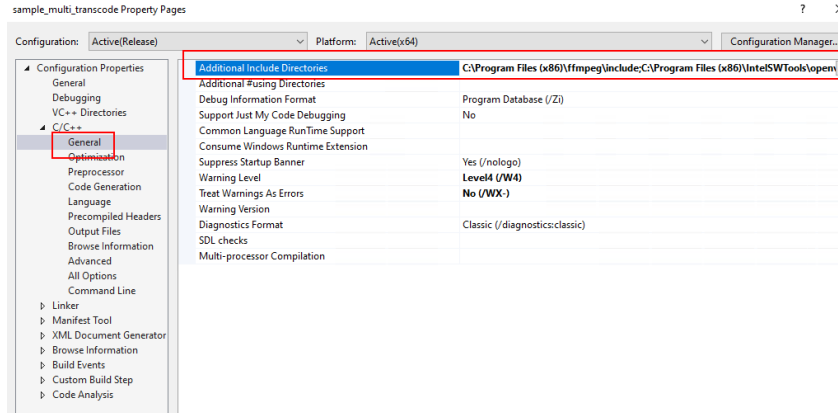 sample_multi_transcode Property Pages ?
Configuration: Active(Release) Platform: Active(x64) Configuration Manager..
Configuration Properties
General
Debugging
VC++ Directories
C/C++
General
Optimization
Preprocessor
Code Generation
Language
Precompiled Headers
Output Files
Browse Information
Advanced
All Options
Command Line
Linker
Manifest Tool
XML Document Generator
Browse Information
Build Events
Custom Build Step
Code Analysis
Additional Include Directories C:\Program Files (x86)\ffmpeg\include;C:\Program Files (x86)\IntelSWTools\openv
Additional #using Directories
Debug Information Format Program Database (/Zi)
Support Just My Code Debugging No
Common Language RunTime Support
Consume Windows Runtime Extension
Suppress Startup Banner Yes (/nologo)
Warning Level Level4 (/W4)
Treat Warnings As Errors No (/WX-)
Warning Version
Diagnostics Format Classic (/diagnostics:classic)
SDL checks
Multi-processor Compilation